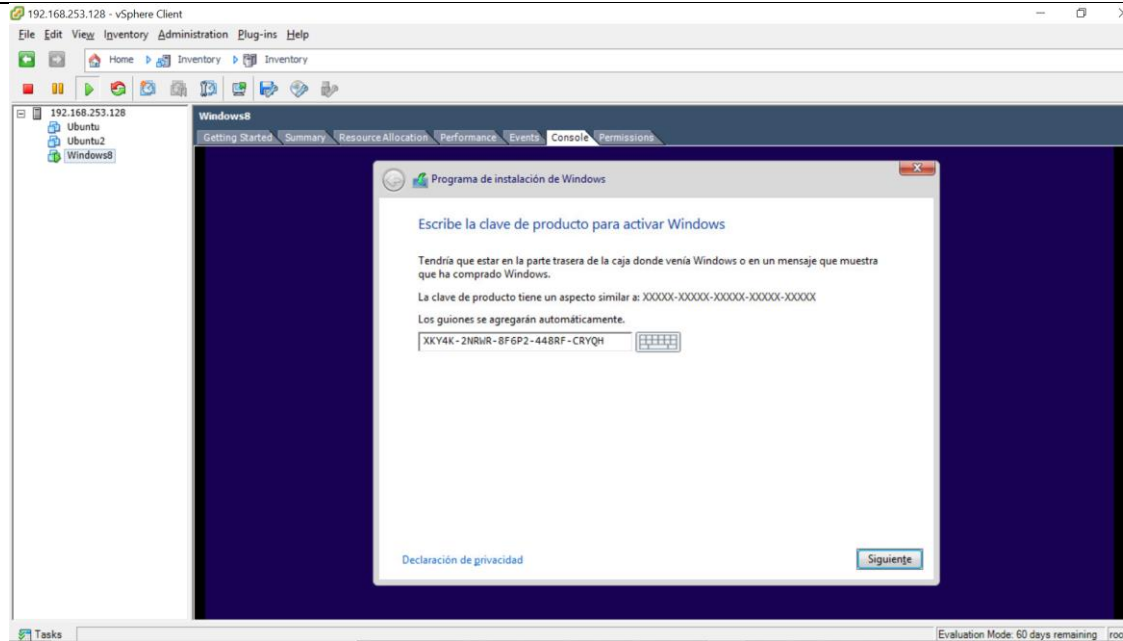 192.168.253.128 - vSphere Client
File Edit View Inventory Administration Plug-ins Help
Home Inventory Inventory
192.168.253.128
Ubuntu
Ubuntu2
Windows8
Windows8
Getting Started Summary Resource Allocation Performance Events Console Permissions
Programa de instalación de Windows
Escribe la clave de producto para activar Windows
Tendría que estar en la parte trasera de la caja donde venía Windows o en un mensaje que muestra
que ha comprado Windows.
La clave de producto tiene un aspecto similar a: XXXXX-XXXXX-XXXXX-XXXXX-XXXXX
Los guiones se agregarán automáticamente.
XKY4K-2NRWR-8F6P2-448RF-CRYQH
Declaración de privacidad
Siguiente
Tasks
Evaluation Mode: 60 days remaining